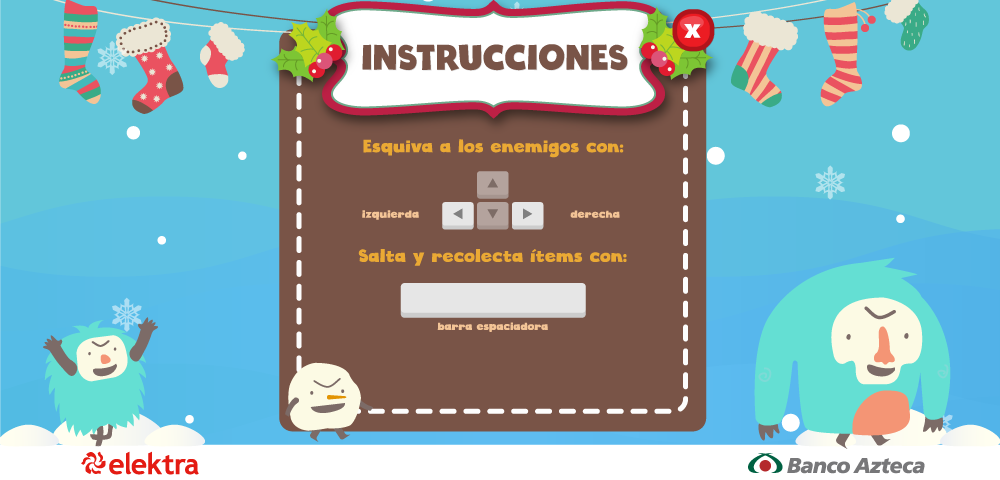 INSTRUCCIONES
X
Esquiva a los enemigos con:
izquierda
derecha
Salta y recolecta ítems con:
barra espaciadora
elektra
Banco Azteca